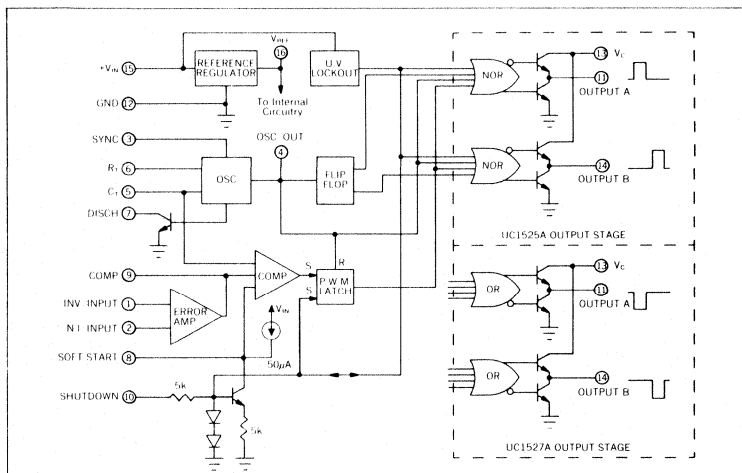 +VIN 15
REFERENCE
REGULATOR
VREF
16
U.V.
LOCKOUT
GND 12
To Internal
Circuitry
SYNC 3
OSC OUT
4
RT 6
CT 5
OSC
FLIP
FLOP
DISCH 7
COMP 9
COMP
S
R
S
PWM
LATCH
INV INPUT 1
N.I. INPUT 2
ERROR
AMP
VIN
SOFT START 8
50µA
SHUTDOWN 10
5k
5k
NOR
13 VC
11
OUTPUT A
NOR
14
OUTPUT B
UC1525A OUTPUT STAGE
OR
13 VC
11
OUTPUT A
OR
14
OUTPUT B
UC1527A OUTPUT STAGE